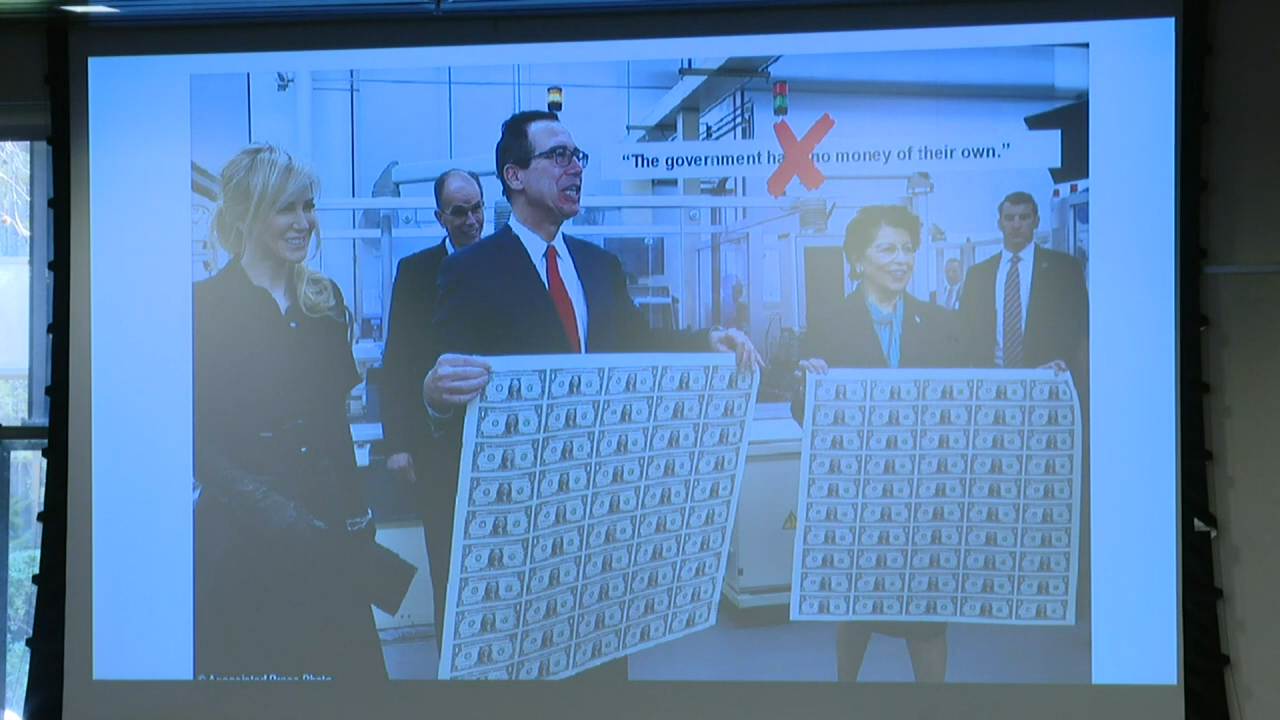 “The government ha no money of their own.”
© Associated Press Photo